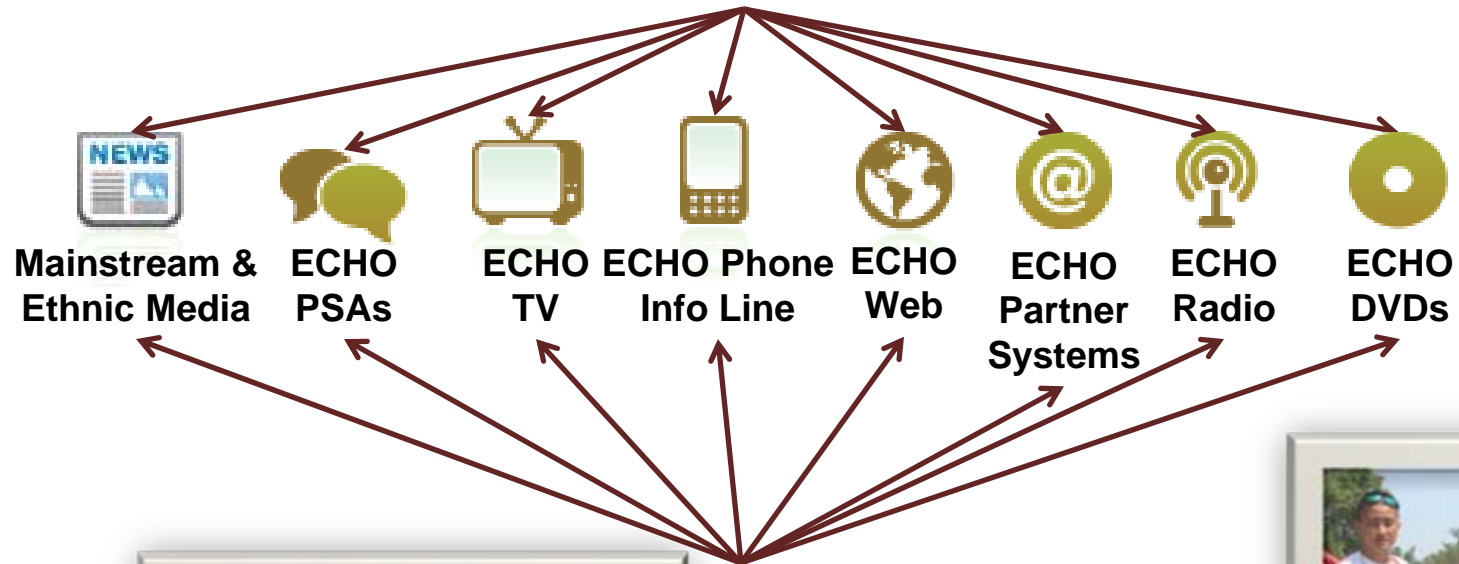 NEWS
Mainstream &
Ethnic Media
ECHO
PSAs
ECHO
TV
ECHO Phone
Info Line
ECHO
Web
@
ECHO
Partner
Systems
ECHO
Radio
ECHO
DVDs